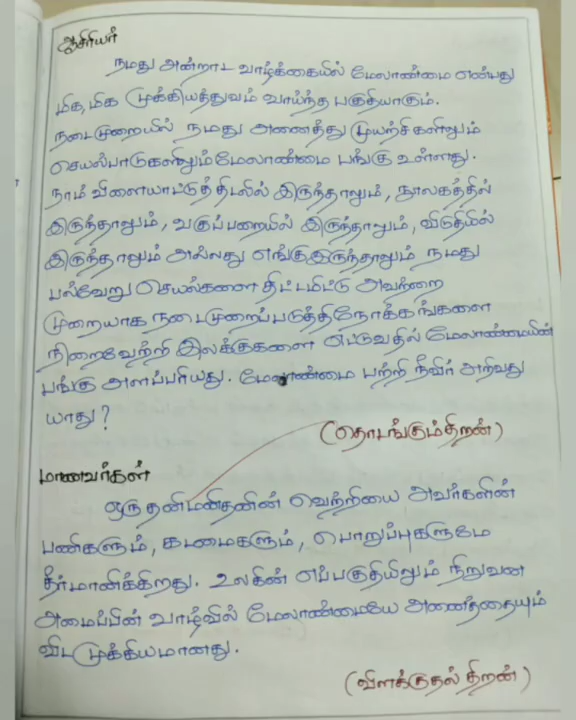 ஆசிரியர்
நமது அன்றாட வாழ்க்கையில் மேலாண்மை என்பது
மிக, மிக முக்கியத்துவம் வாய்ந்த பகுதியாகும்.
நடைமுறையில் நமது அனைத்து முயற்சிகளிலும்
செயல்பாடுகளிலும் மேலாண்மை பங்கு உள்ளது.
நாம் விளையாட்டுத்திடலில் இருந்தாலும், நூலகத்தில்
இருந்தாலும், வகுப்பறையில் இருந்தாலும், விடுதியில்
இருந்தாலும் அல்லது எங்குஇருந்தாலும் நமது
பல்வேறு செயல்களை திட்டமிட்டு அவற்றை
முறையாக நடைமுறைப்படுத்திநோக்கங்களை
நிறைவேற்றி இலக்குகளை எட்டுவதில் மேலாண்மையின்
பங்கு அளப்பரியது. மேலாண்மை பற்றி நீவிர் அறிவது
யாது?
(தொடங்கும்திறன்)
மாணவர்கள்
ஒரு தனிமனிதனின் வெற்றியை அவர்களின்
பணிகளும், கடமைகளும், பொறுப்புகளுமே
தீர்மானிக்கிறது. உலகின் எப்பகுதியிலும் நிறுவன
அமைப்பின் வாழ்வில் மேலாண்மையே அனைத்தையும்
விட முக்கியமானது.
(விளக்குதல் திறன்)